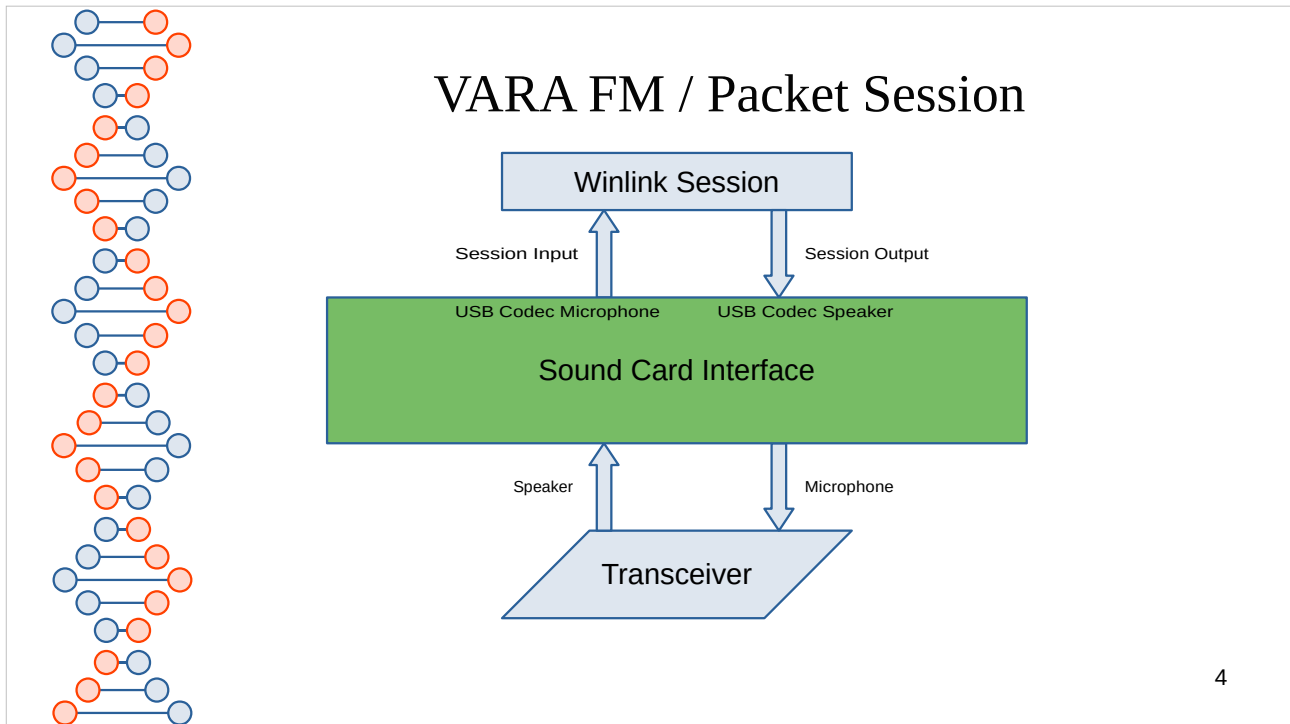 VARA FM / Packet Session
Winlink Session
Session Input
Session Output
USB Codec Microphone
USB Codec Speaker
Sound Card Interface
Speaker
Microphone
Transceiver
4